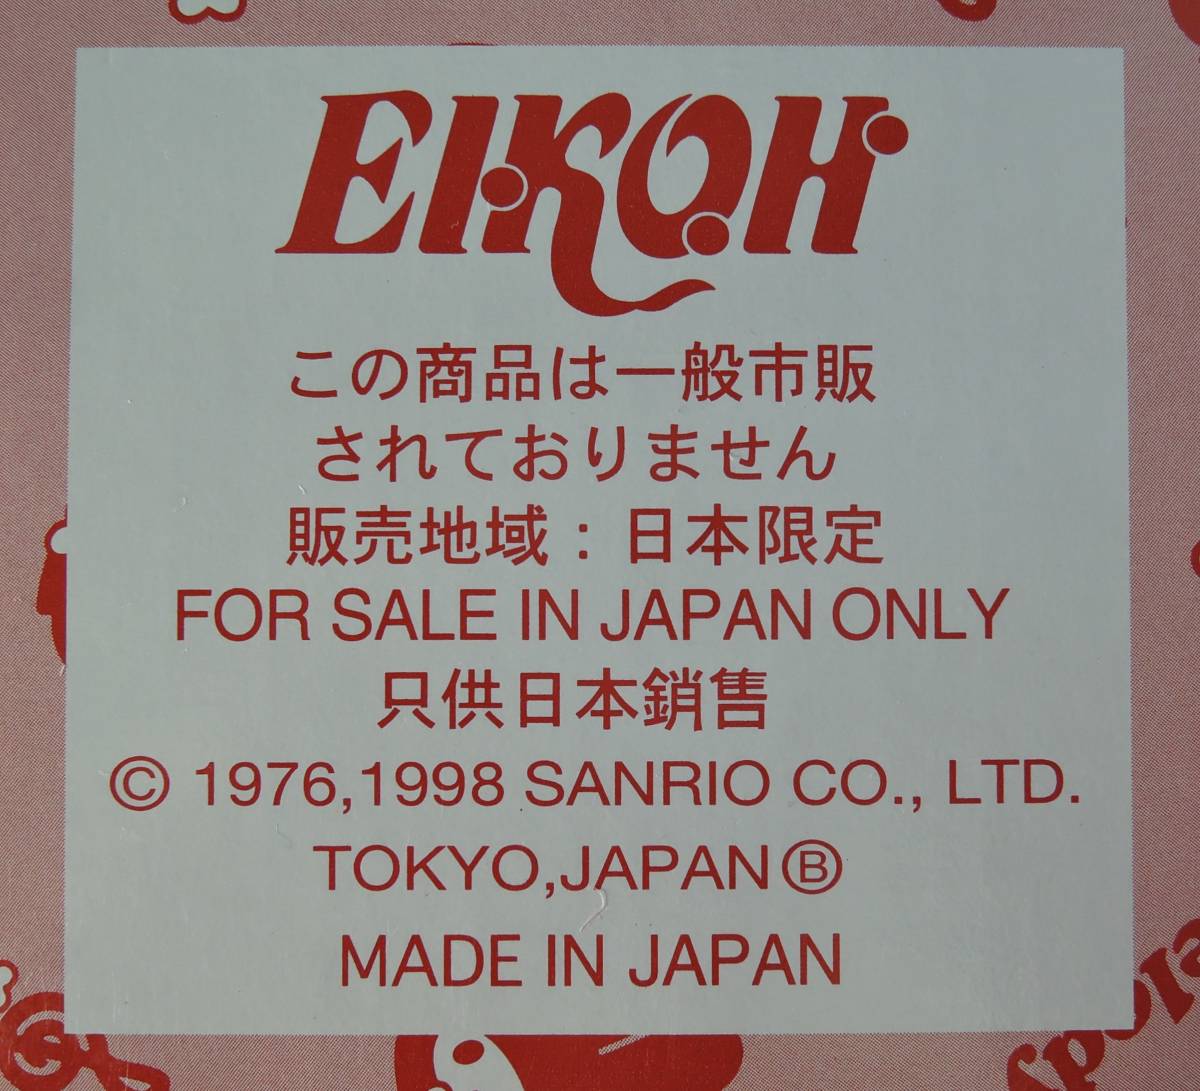 EIKOH
この商品は一般市販
されておりません
販売地域：日本限定
FOR SALE IN JAPAN ONLY
只供日本銷售
© 1976,1998 SANRIO CO., LTD.
TOKYO,JAPAN Ⓑ
MADE IN JAPAN